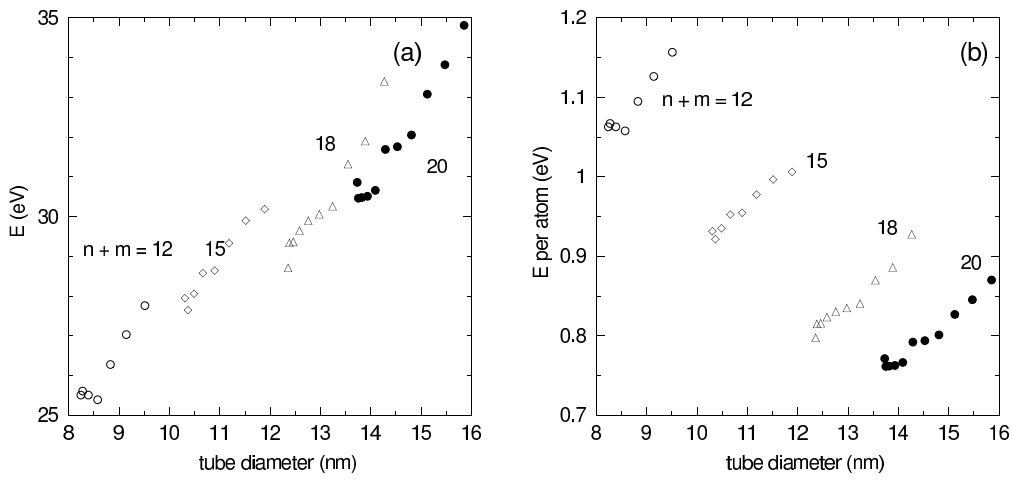 35
30
25
E (eV)
(a)
n + m = 12
15
18
20
8 9 10 11 12 13 14 15 16
tube diameter (nm)
1.2
1.1
1
0.9
0.8
0.7
E per atom (eV)
(b)
n + m = 12
15
18
20
8 9 10 11 12 13 14 15 16
tube diameter (nm)